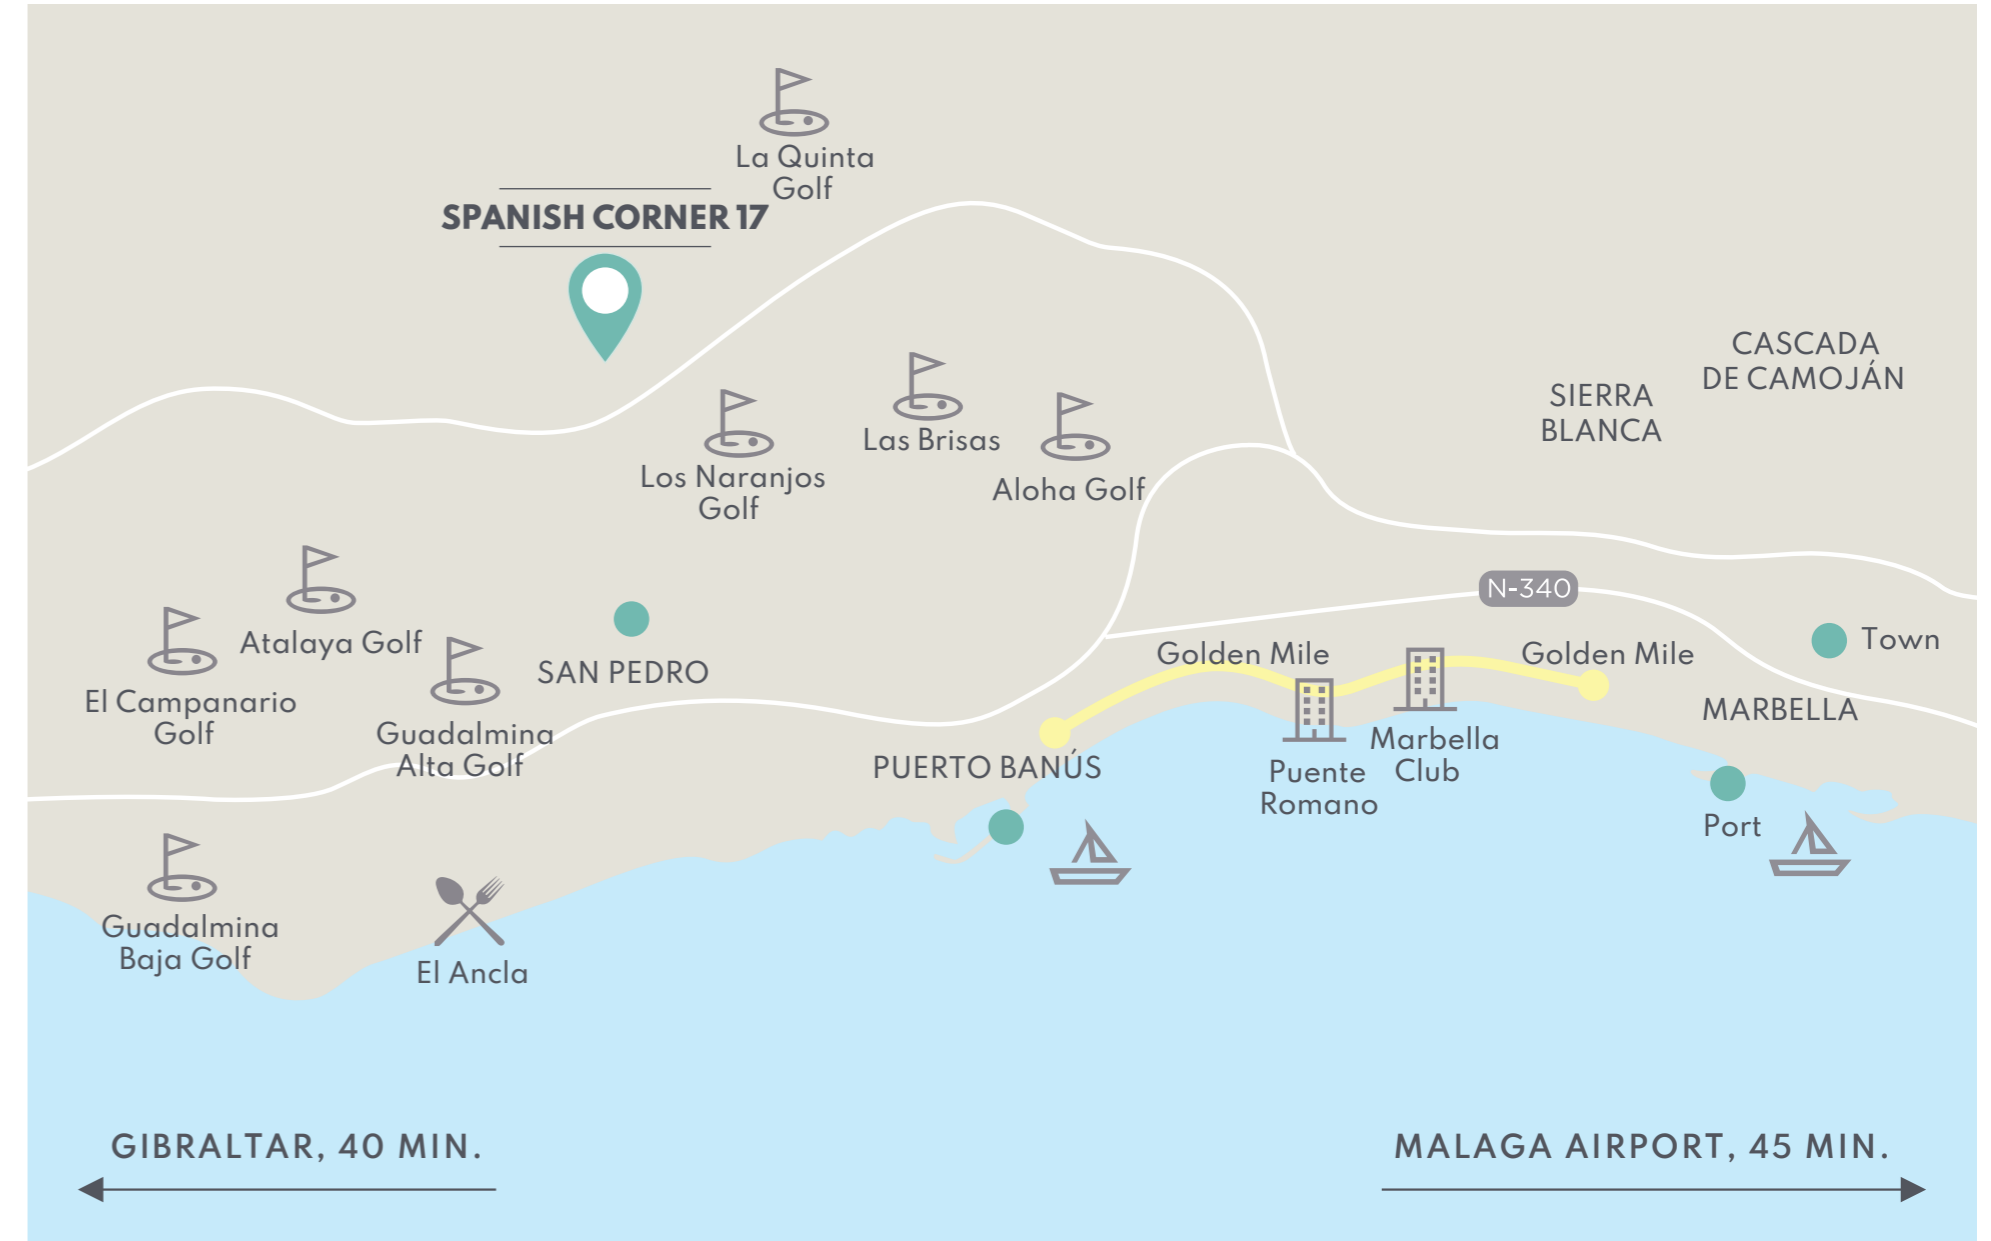 La Quinta
Golf
SPANISH CORNER 17
CASCADA
DE CAMOJÁN
SIERRA
BLANCA
Las Brisas
Los Naranjos
Golf
Aloha Golf
N-340
Atalaya Golf
Golden Mile
Golden Mile
Town
SAN PEDRO
El Campanario
Golf
MARBELLA
Guadalmina
Alta Golf
PUERTO BANÚS
Marbella
Club
Puente
Romano
Port
Guadalmina
Baja Golf
El Ancla
GIBRALTAR, 40 MIN.
MALAGA AIRPORT, 45 MIN.